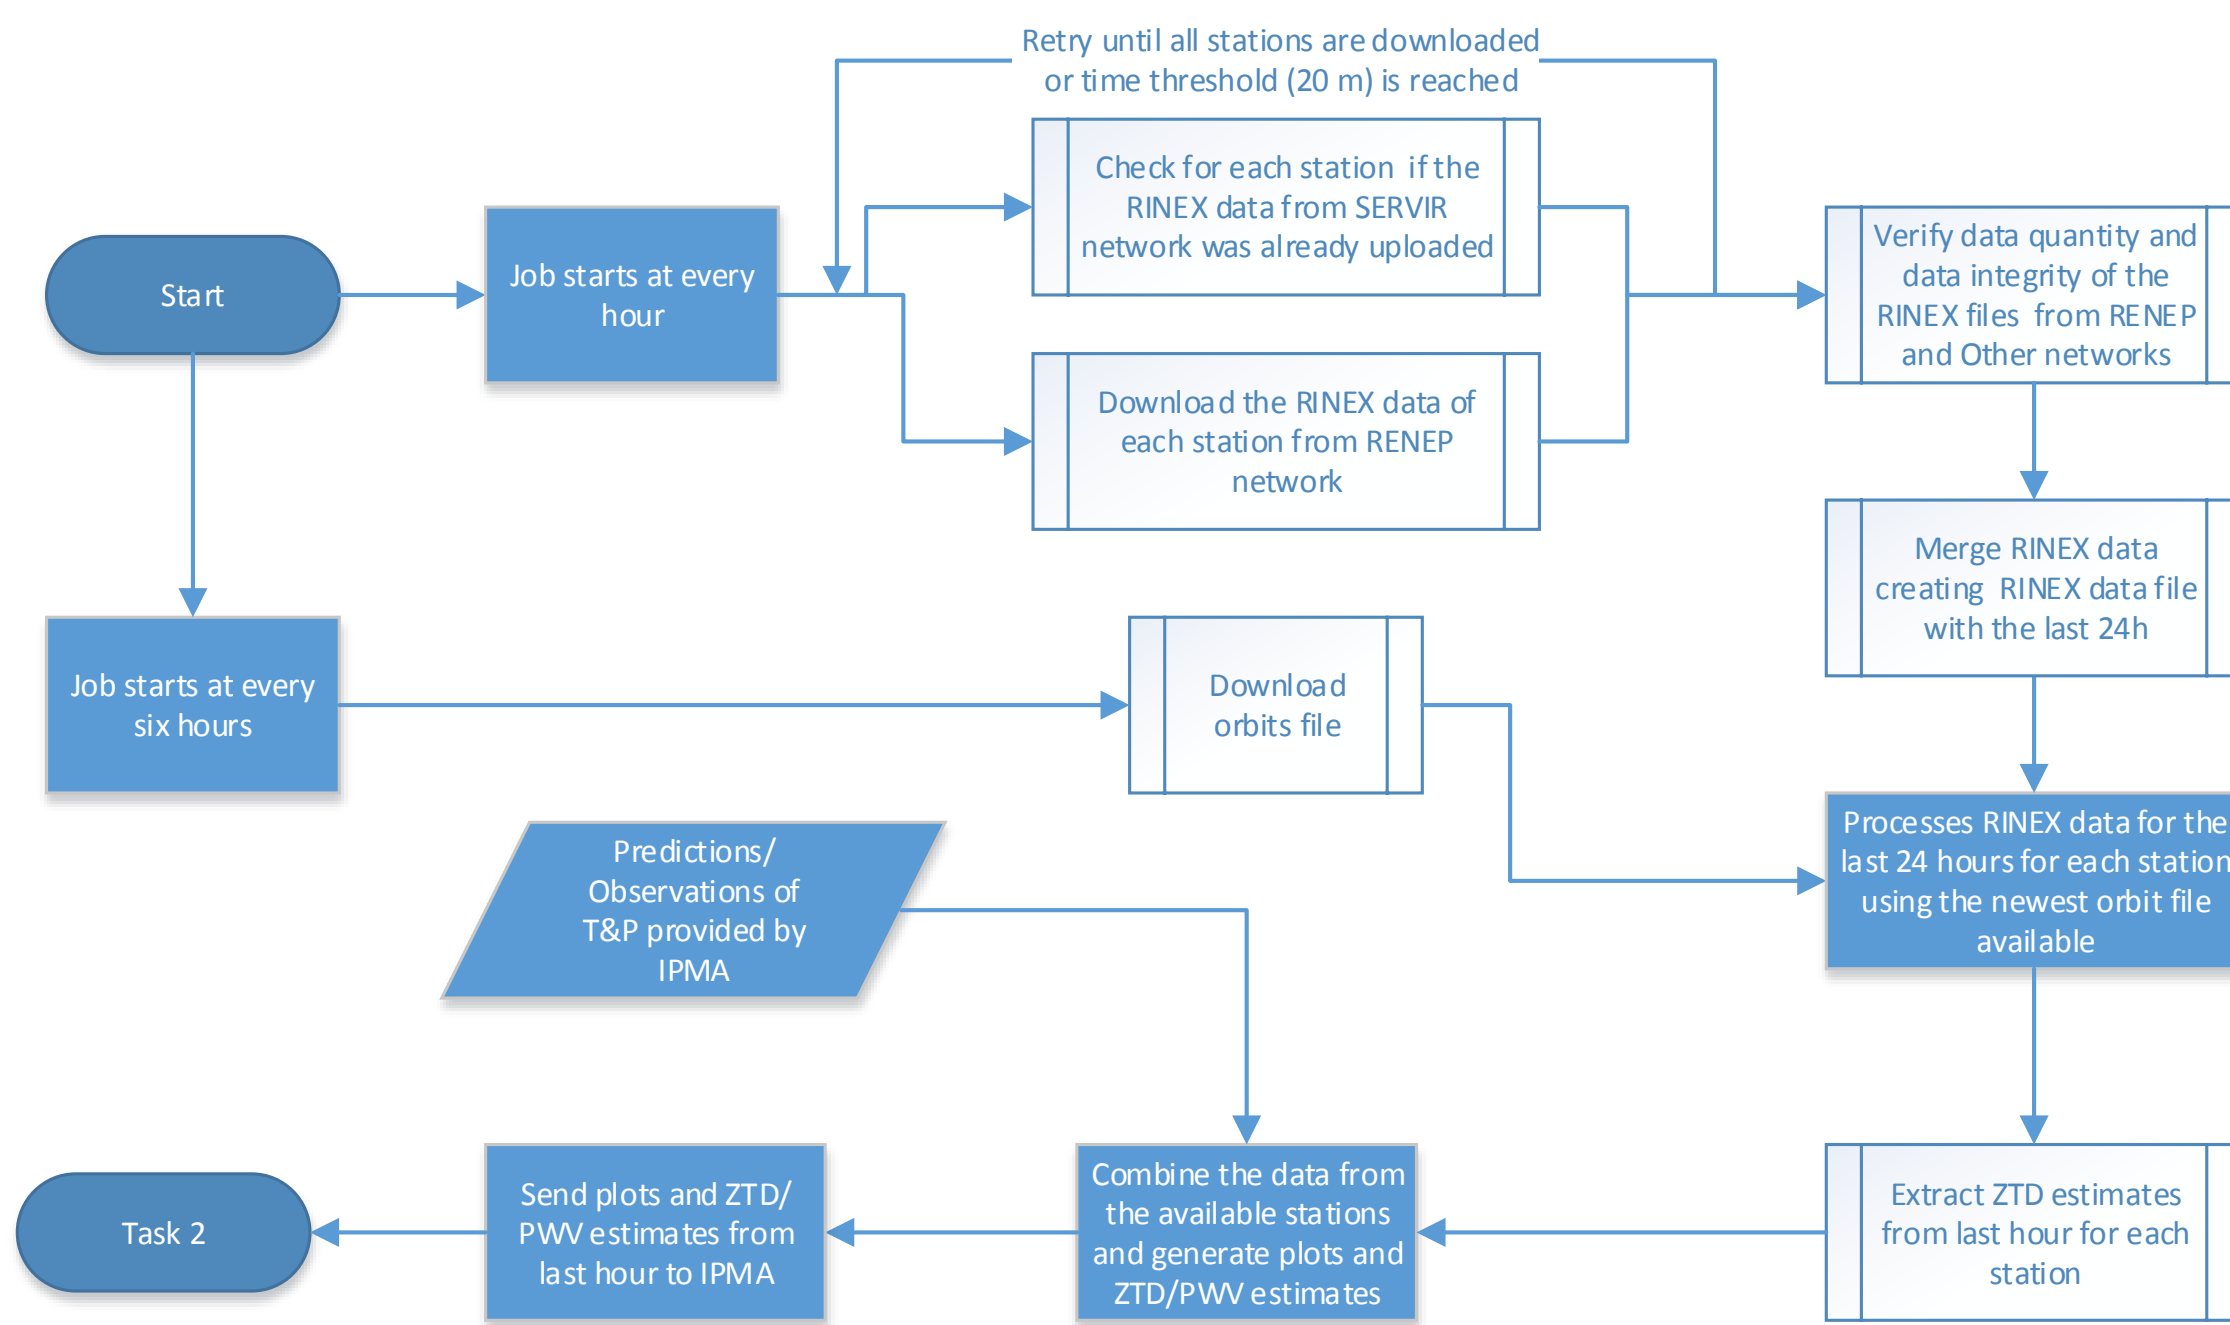 Retry until all stations are downloaded
or time threshold (20 m) is reached
Check for each station if the
RINEX data from SERVIR
network was already uploaded
Start
Job starts at every
hour
Verify data quantity and
data integrity of the
RINEX files from RENEP
and Other networks
Download the RINEX data of
each station from RENEP
network
Merge RINEX data
creating RINEX data file
with the last 24h
Job starts at every
six hours
Download
orbits file
Predictions/
Observations of
T&P provided by
IPMA
Processes RINEX data for the
last 24 hours for each station
using the newest orbit file
available
Task 2
Send plots and ZTD/
PWV estimates from
last hour to IPMA
Combine the data from
the available stations
and generate plots and
ZTD/PWV estimates
Extract ZTD estimates
from last hour for each
station